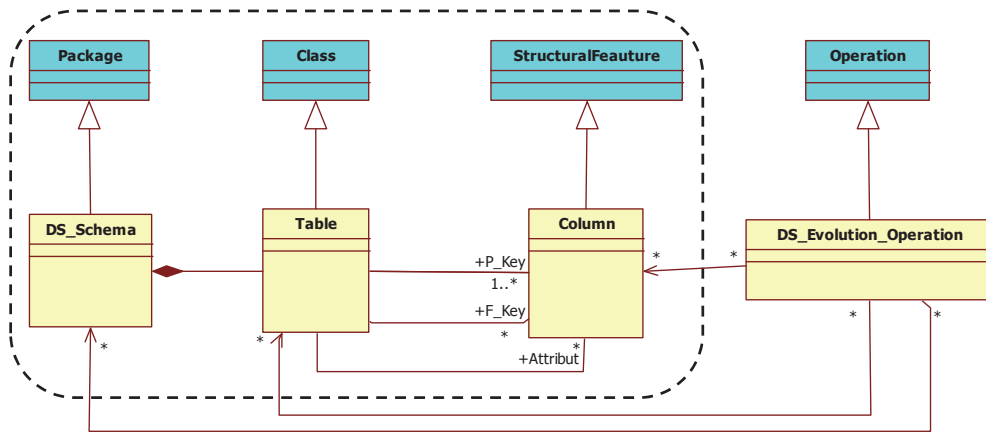 Package
Class
StructuralFeauture
Operation
DS_Schema
Table
Column
DS_Evolution_Operation
+P_Key
1..*
*
*
+F_Key
*
*
*
*
*
*
+Attribut
*